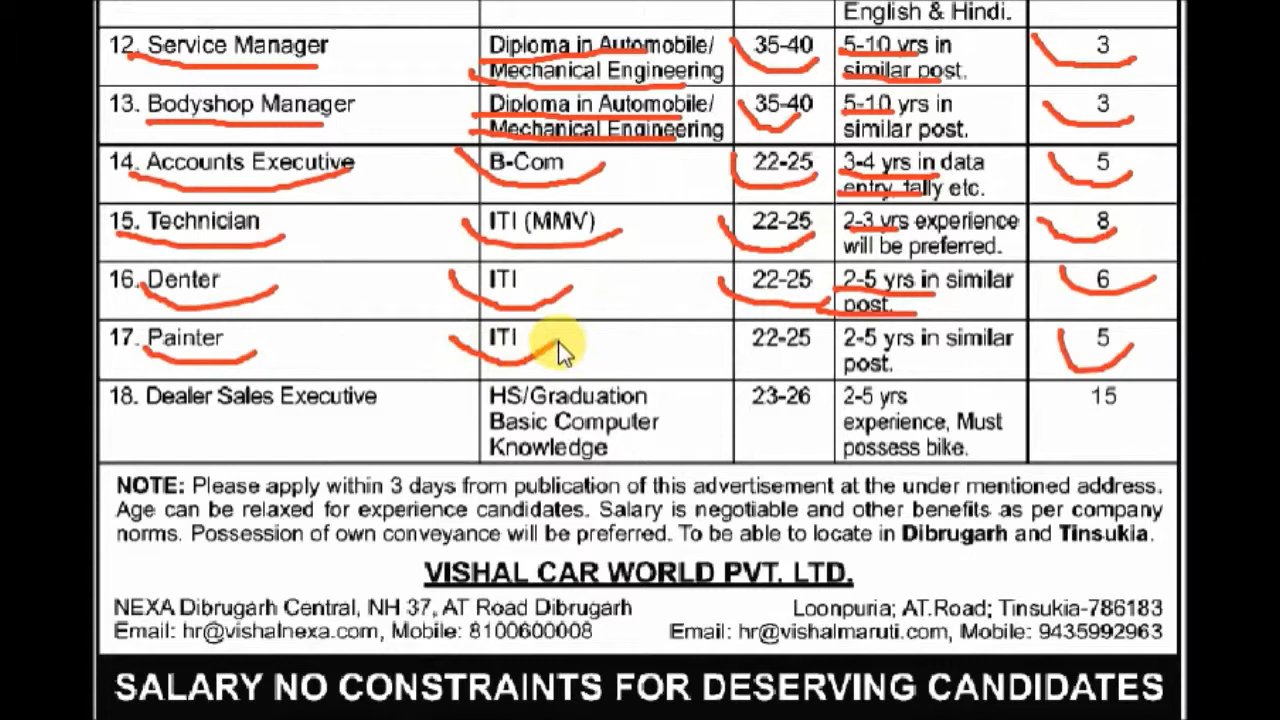 English & Hindi.
12. Service Manager Diploma in Automobile/ 35-40 5-10 yrs in 3
Mechanical Engineering similar post.
13. Bodyshop Manager Diploma in Automobile/ 35-40 5-10 yrs in 3
Mechanical Engineering similar post.
14. Accounts Executive B-Com 22-25 3-4 yrs in data 5
entry, tally etc.
15. Technician ITI (MMV) 22-25 2-3 yrs experience 8
will be preferred.
16. Denter ITI 22-25 2-5 yrs in similar 6
post.
17. Painter ITI 22-25 2-5 yrs in similar 5
post.
18. Dealer Sales Executive HS/Graduation 23-26 2-5 yrs 15
Basic Computer experience, Must
Knowledge possess bike.
NOTE: Please apply within 3 days from publication of this advertisement at the under mentioned address.
Age can be relaxed for experience candidates. Salary is negotiable and other benefits as per company
norms. Possession of own conveyance will be preferred. To be able to locate in Dibrugarh and Tinsukia.
VISHAL CAR WORLD PVT. LTD.
NEXA Dibrugarh Central, NH 37, AT Road Dibrugarh Loonpuria; AT.Road; Tinsukia-786183
Email: hr@vishalnexa.com, Mobile: 8100600008 Email: hr@vishalmaruti.com, Mobile: 9435992963
SALARY NO CONSTRAINTS FOR DESERVING CANDIDATES